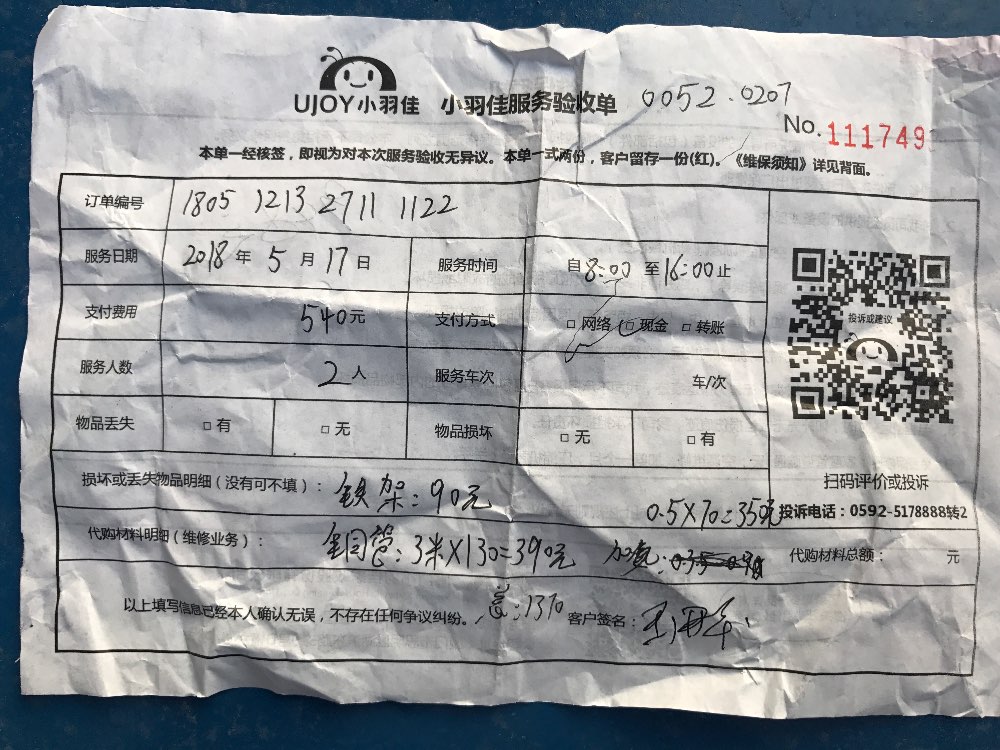 UJOY小羽佳 小羽佳服务验收单 0052.0207
No. 111749
本单一经核签，即视为对本次服务验收无异议。本单一式两份，客户留存一份(红)。《维保须知》详见背面。
订单编号 1805 1213 2711 1122
服务日期 2018 年 5 月 17 日 服务时间 自 8:00 至 16:00 止
支付费用 540 元 支付方式 □ 网络 □ 现金 □ 转账
投诉或建议
服务人数 2 人 服务车次 车/次
物品丢失 □ 有 □ 无 物品损坏 □ 无 □ 有
扫码评价或投诉
损坏或丢失物品明细（没有可不填）： 铁架：90元
0.5X70=35元 投诉电话：0592-5178888转2
代购材料明细（维修业务）： 铜管：3米X130=390元 加氟： 代购材料总额： 元
以上填写信息已经本人确认无误，不存在任何争议纠纷。 总：1370 客户签名：